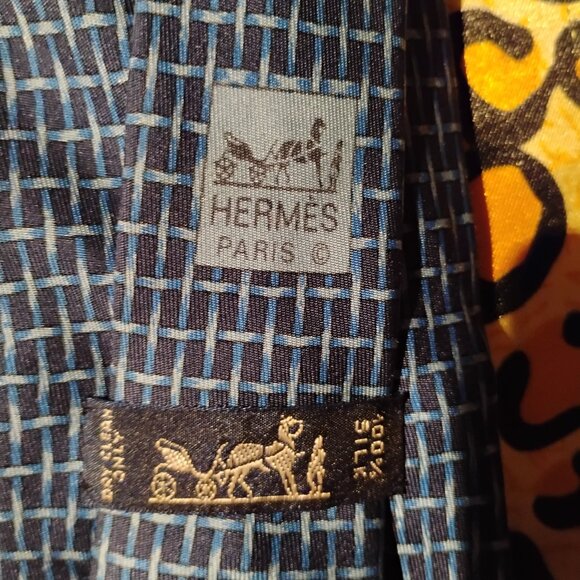 HERMÈS
PARIS ©
DRY CLEAN
ONLY
100%
SILK